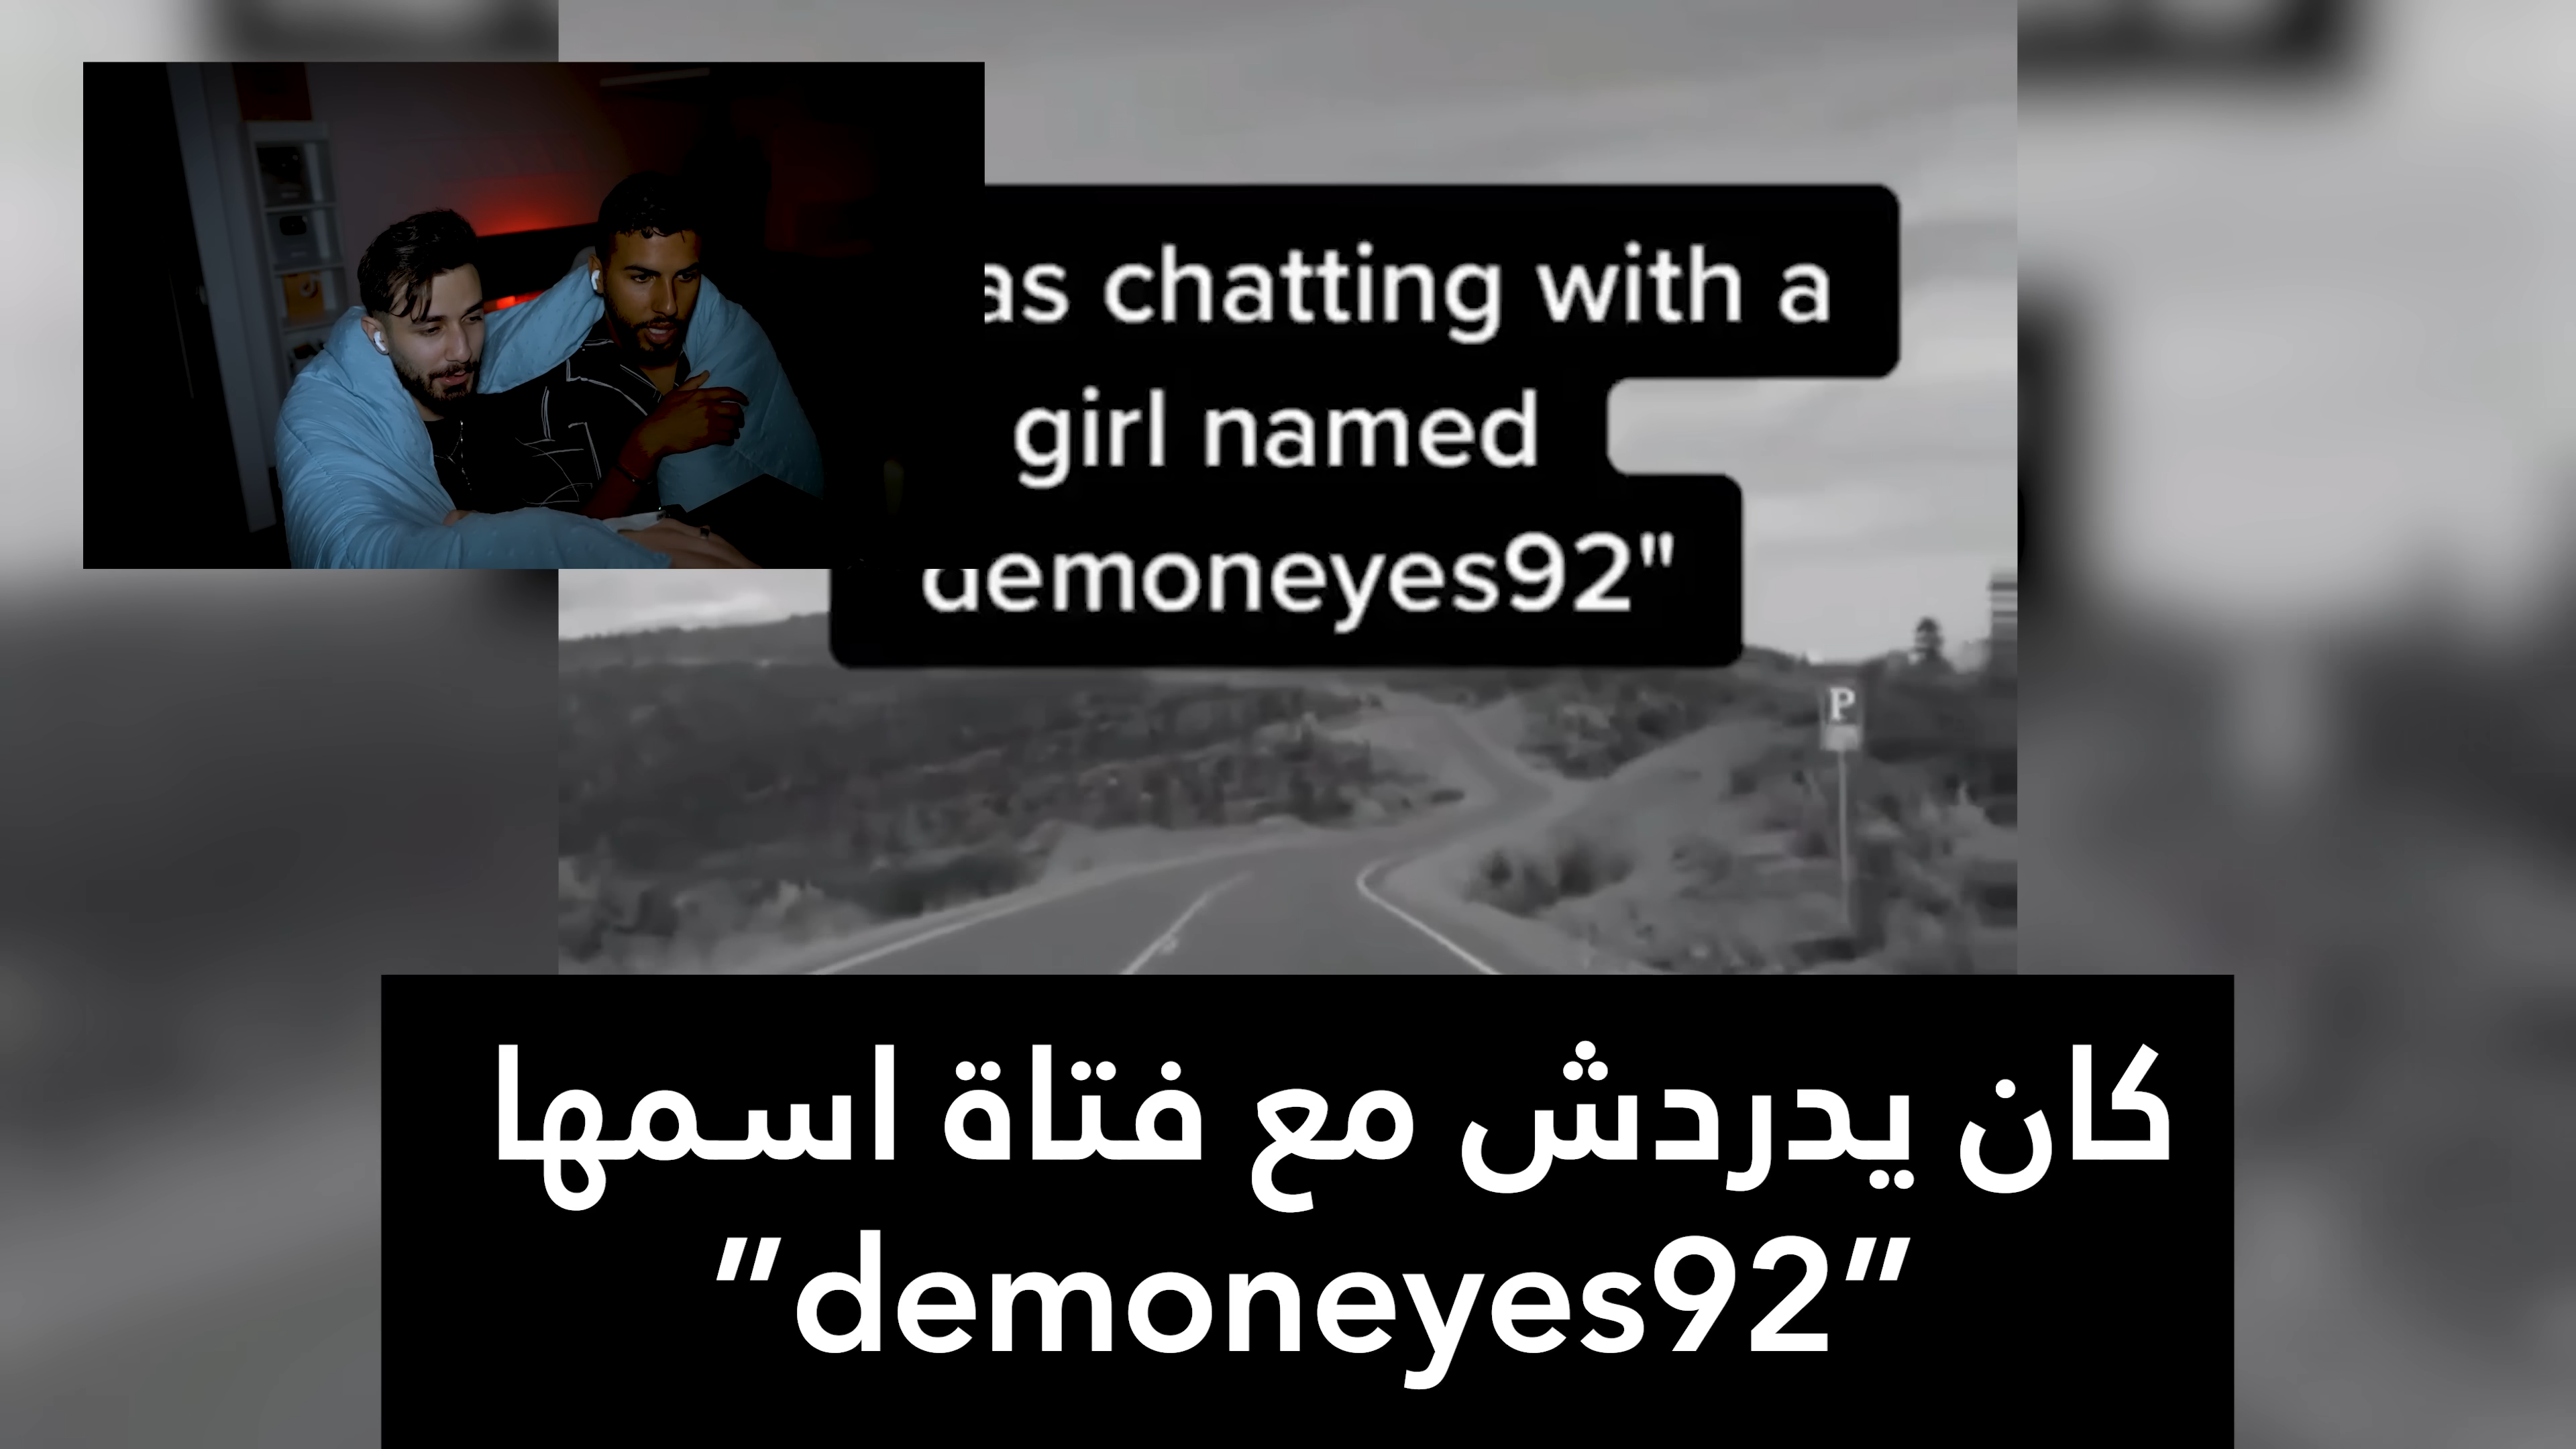 as chatting with a
girl named
demoneyes92"
P
كان يدردش مع فتاة اسمها
"demoneyes92"